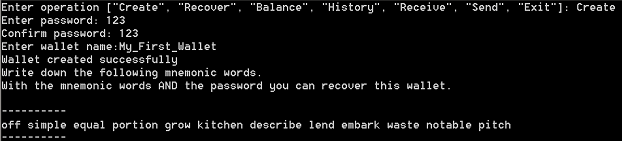 Enter operation ["Create", "Recover", "Balance", "History", "Receive", "Send", "Exit"]: Create
Enter password: 123
Confirm password: 123
Enter wallet name:My_First_Wallet
Wallet created successfully
Write down the following mnemonic words.
With the mnemonic words AND the password you can recover this wallet.
----------
off simple equal portion grow kitchen describe lend embark waste notable pitch
----------